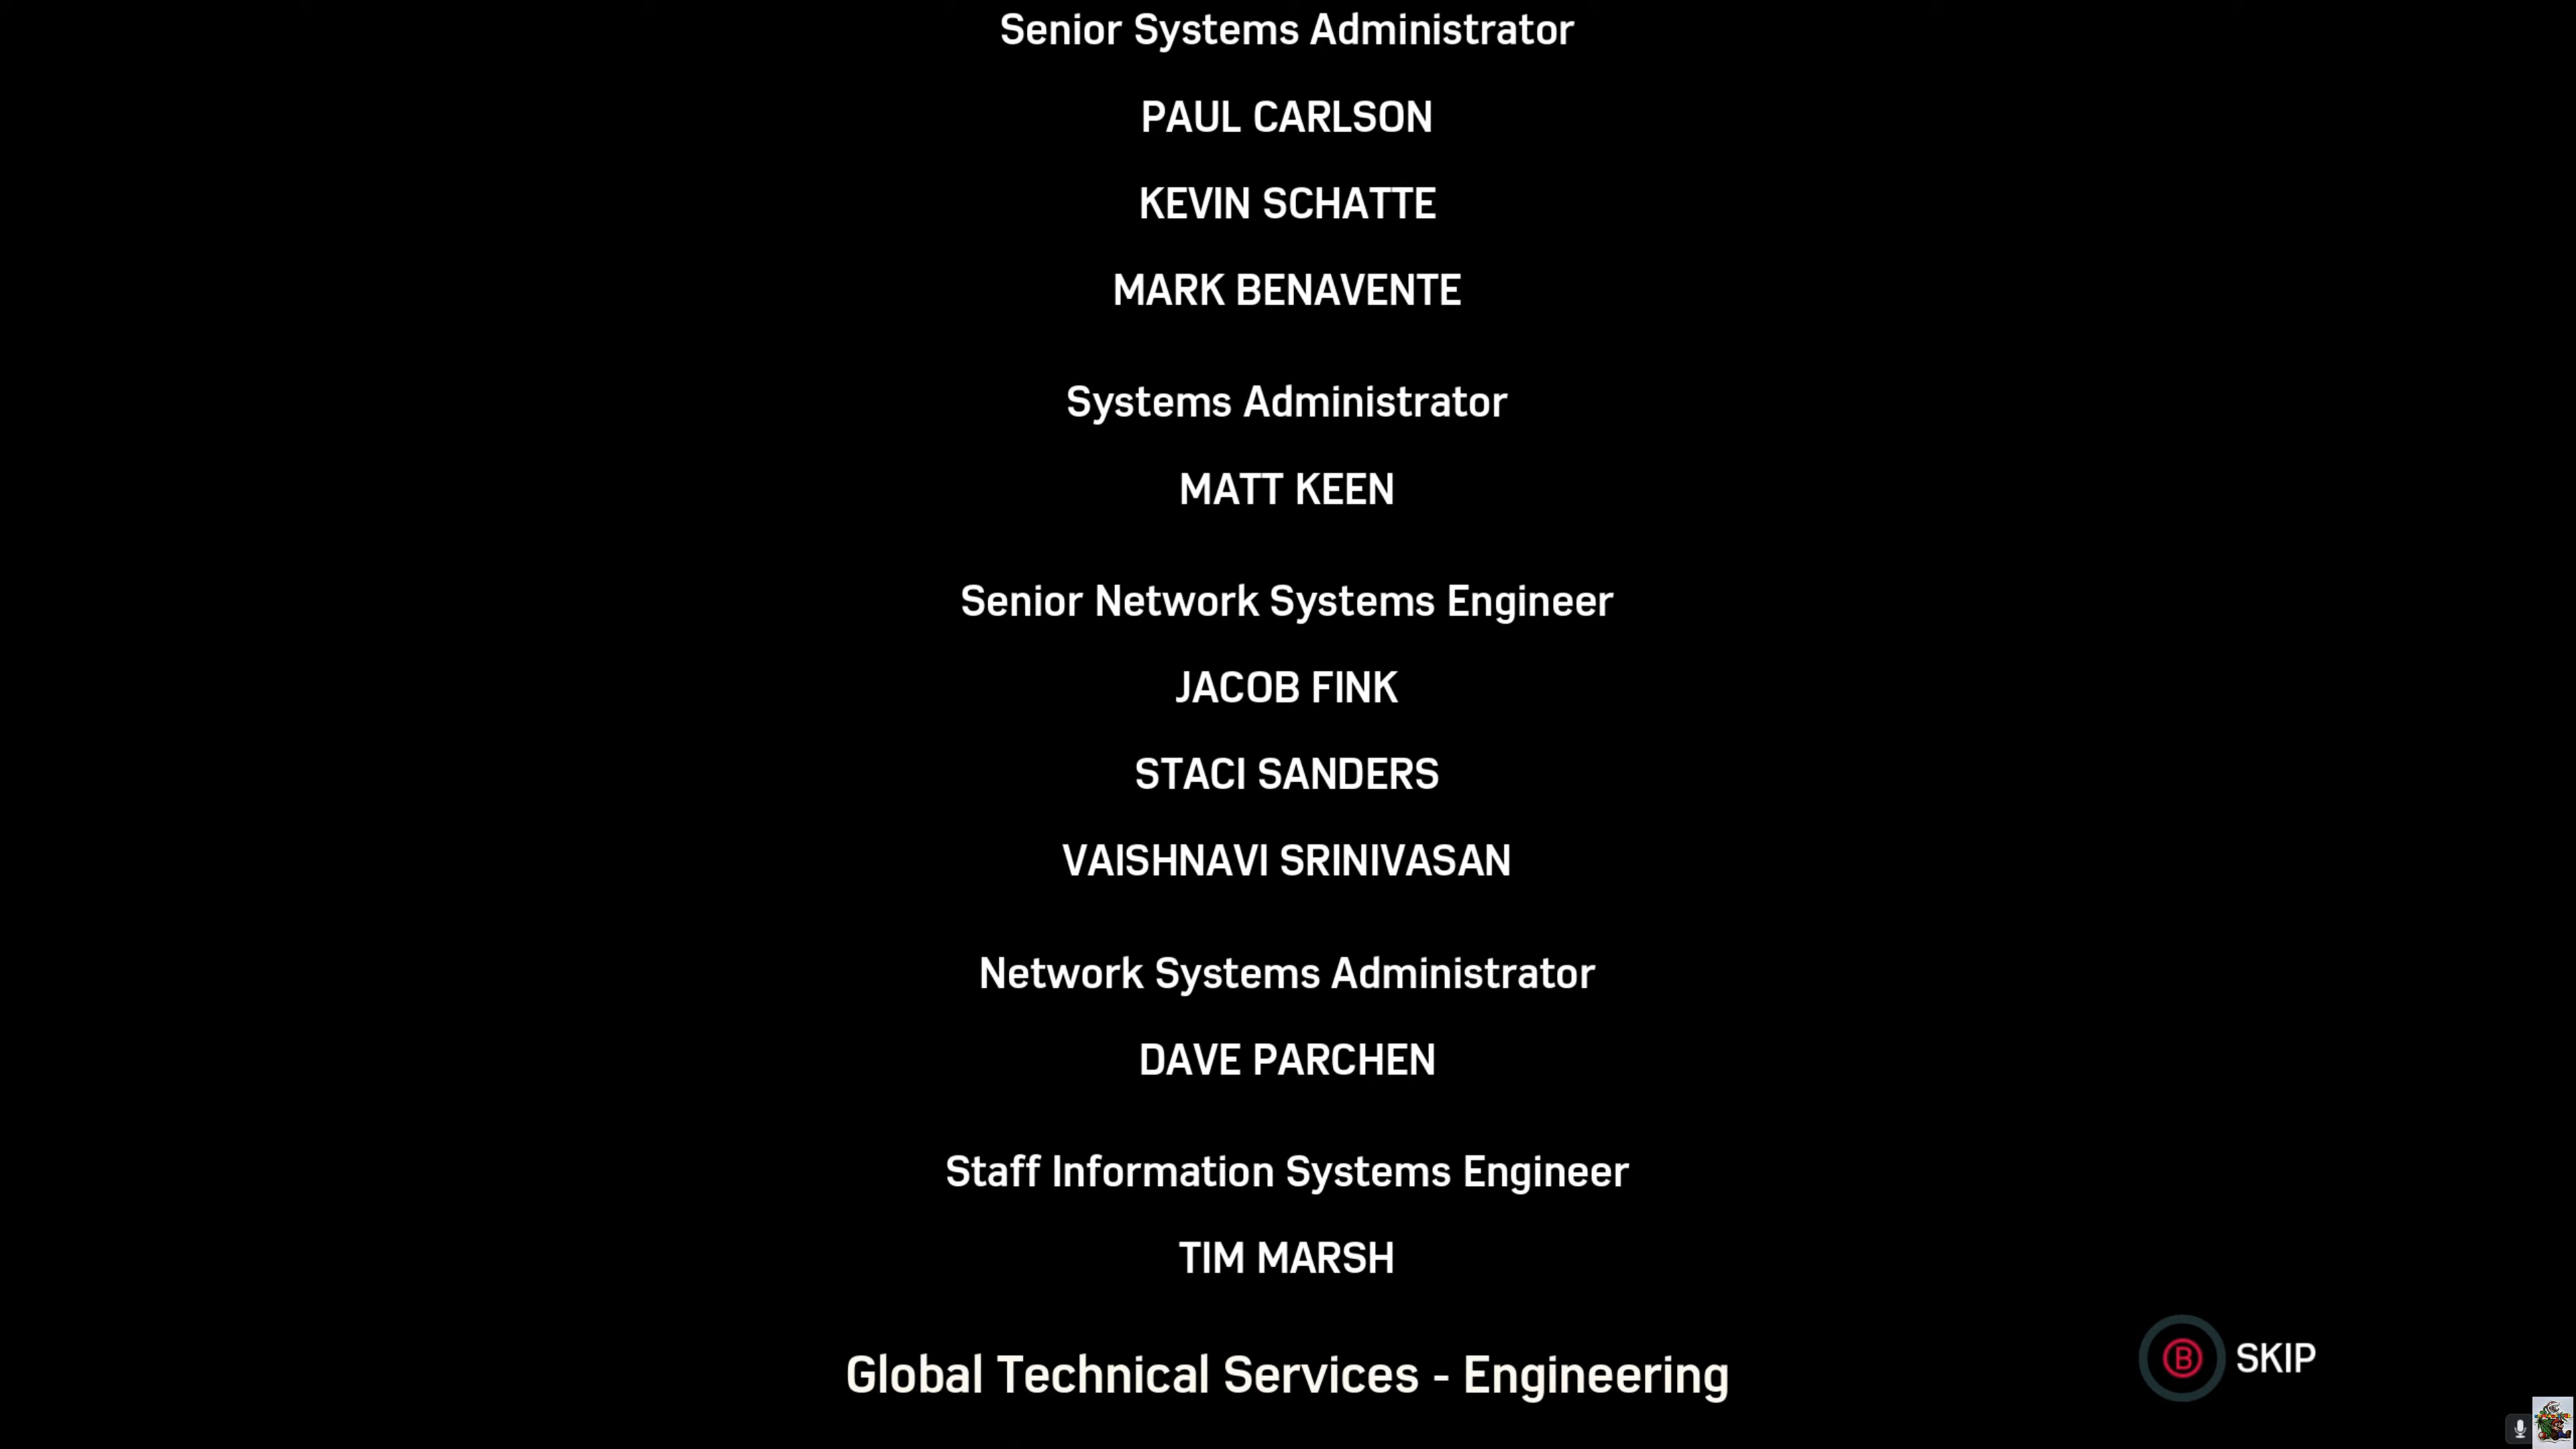 Senior Systems Administrator
PAUL CARLSON
KEVIN SCHATTE
MARK BENAVENTE
Systems Administrator
MATT KEEN
Senior Network Systems Engineer
JACOB FINK
STACI SANDERS
VAISHNAVI SRINIVASAN
Network Systems Administrator
DAVE PARCHEN
Staff Information Systems Engineer
TIM MARSH
B SKIP
Global Technical Services - Engineering